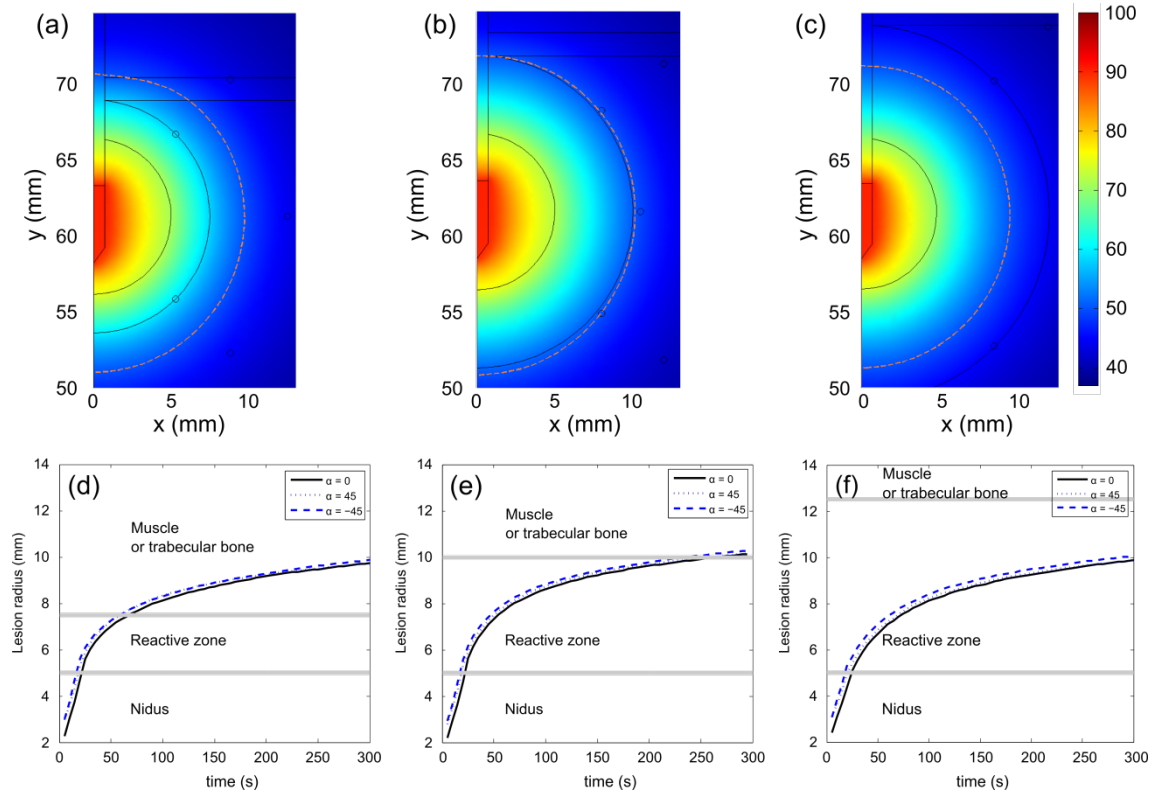 (a)
70
65
60
55
50
y (mm)
0
5
10
x (mm)
(b)
70
65
60
55
50
y (mm)
0
5
10
x (mm)
(c)
70
65
60
55
50
y (mm)
0
5
10
x (mm)
100
90
80
70
60
50
40
(d)
α = 0
α = 45
α = −45
Muscle
or trabecular bone
Reactive zone
Nidus
14
12
10
8
6
4
2
Lesion radius (mm)
0
50
100
150
200
250
300
time (s)
(e)
α = 0
α = 45
α = −45
Muscle
or trabecular bone
Reactive zone
Nidus
14
12
10
8
6
4
2
Lesion radius (mm)
0
50
100
150
200
250
300
time (s)
(f)
Muscle
or trabecular bone
α = 0
α = 45
α = −45
Reactive zone
Nidus
14
12
10
8
6
4
2
Lesion radius (mm)
0
50
100
150
200
250
300
time (s)